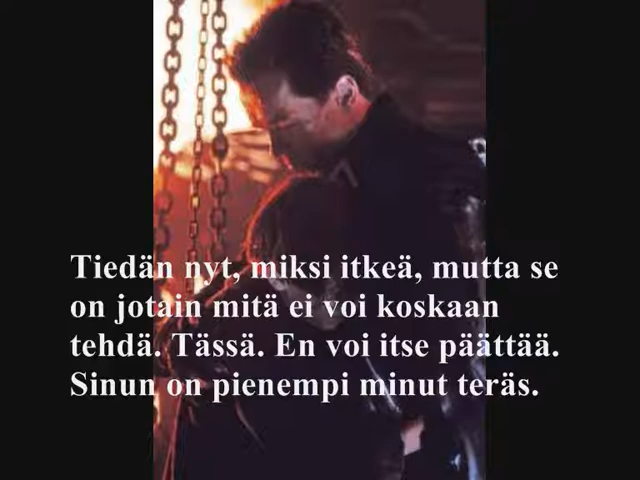 Tiedän nyt, miksi itkeä, mutta se
on jotain mitä ei voi koskaan
tehdä. Tässä. En voi itse päättää.
Sinun on pienempi minut teräs.